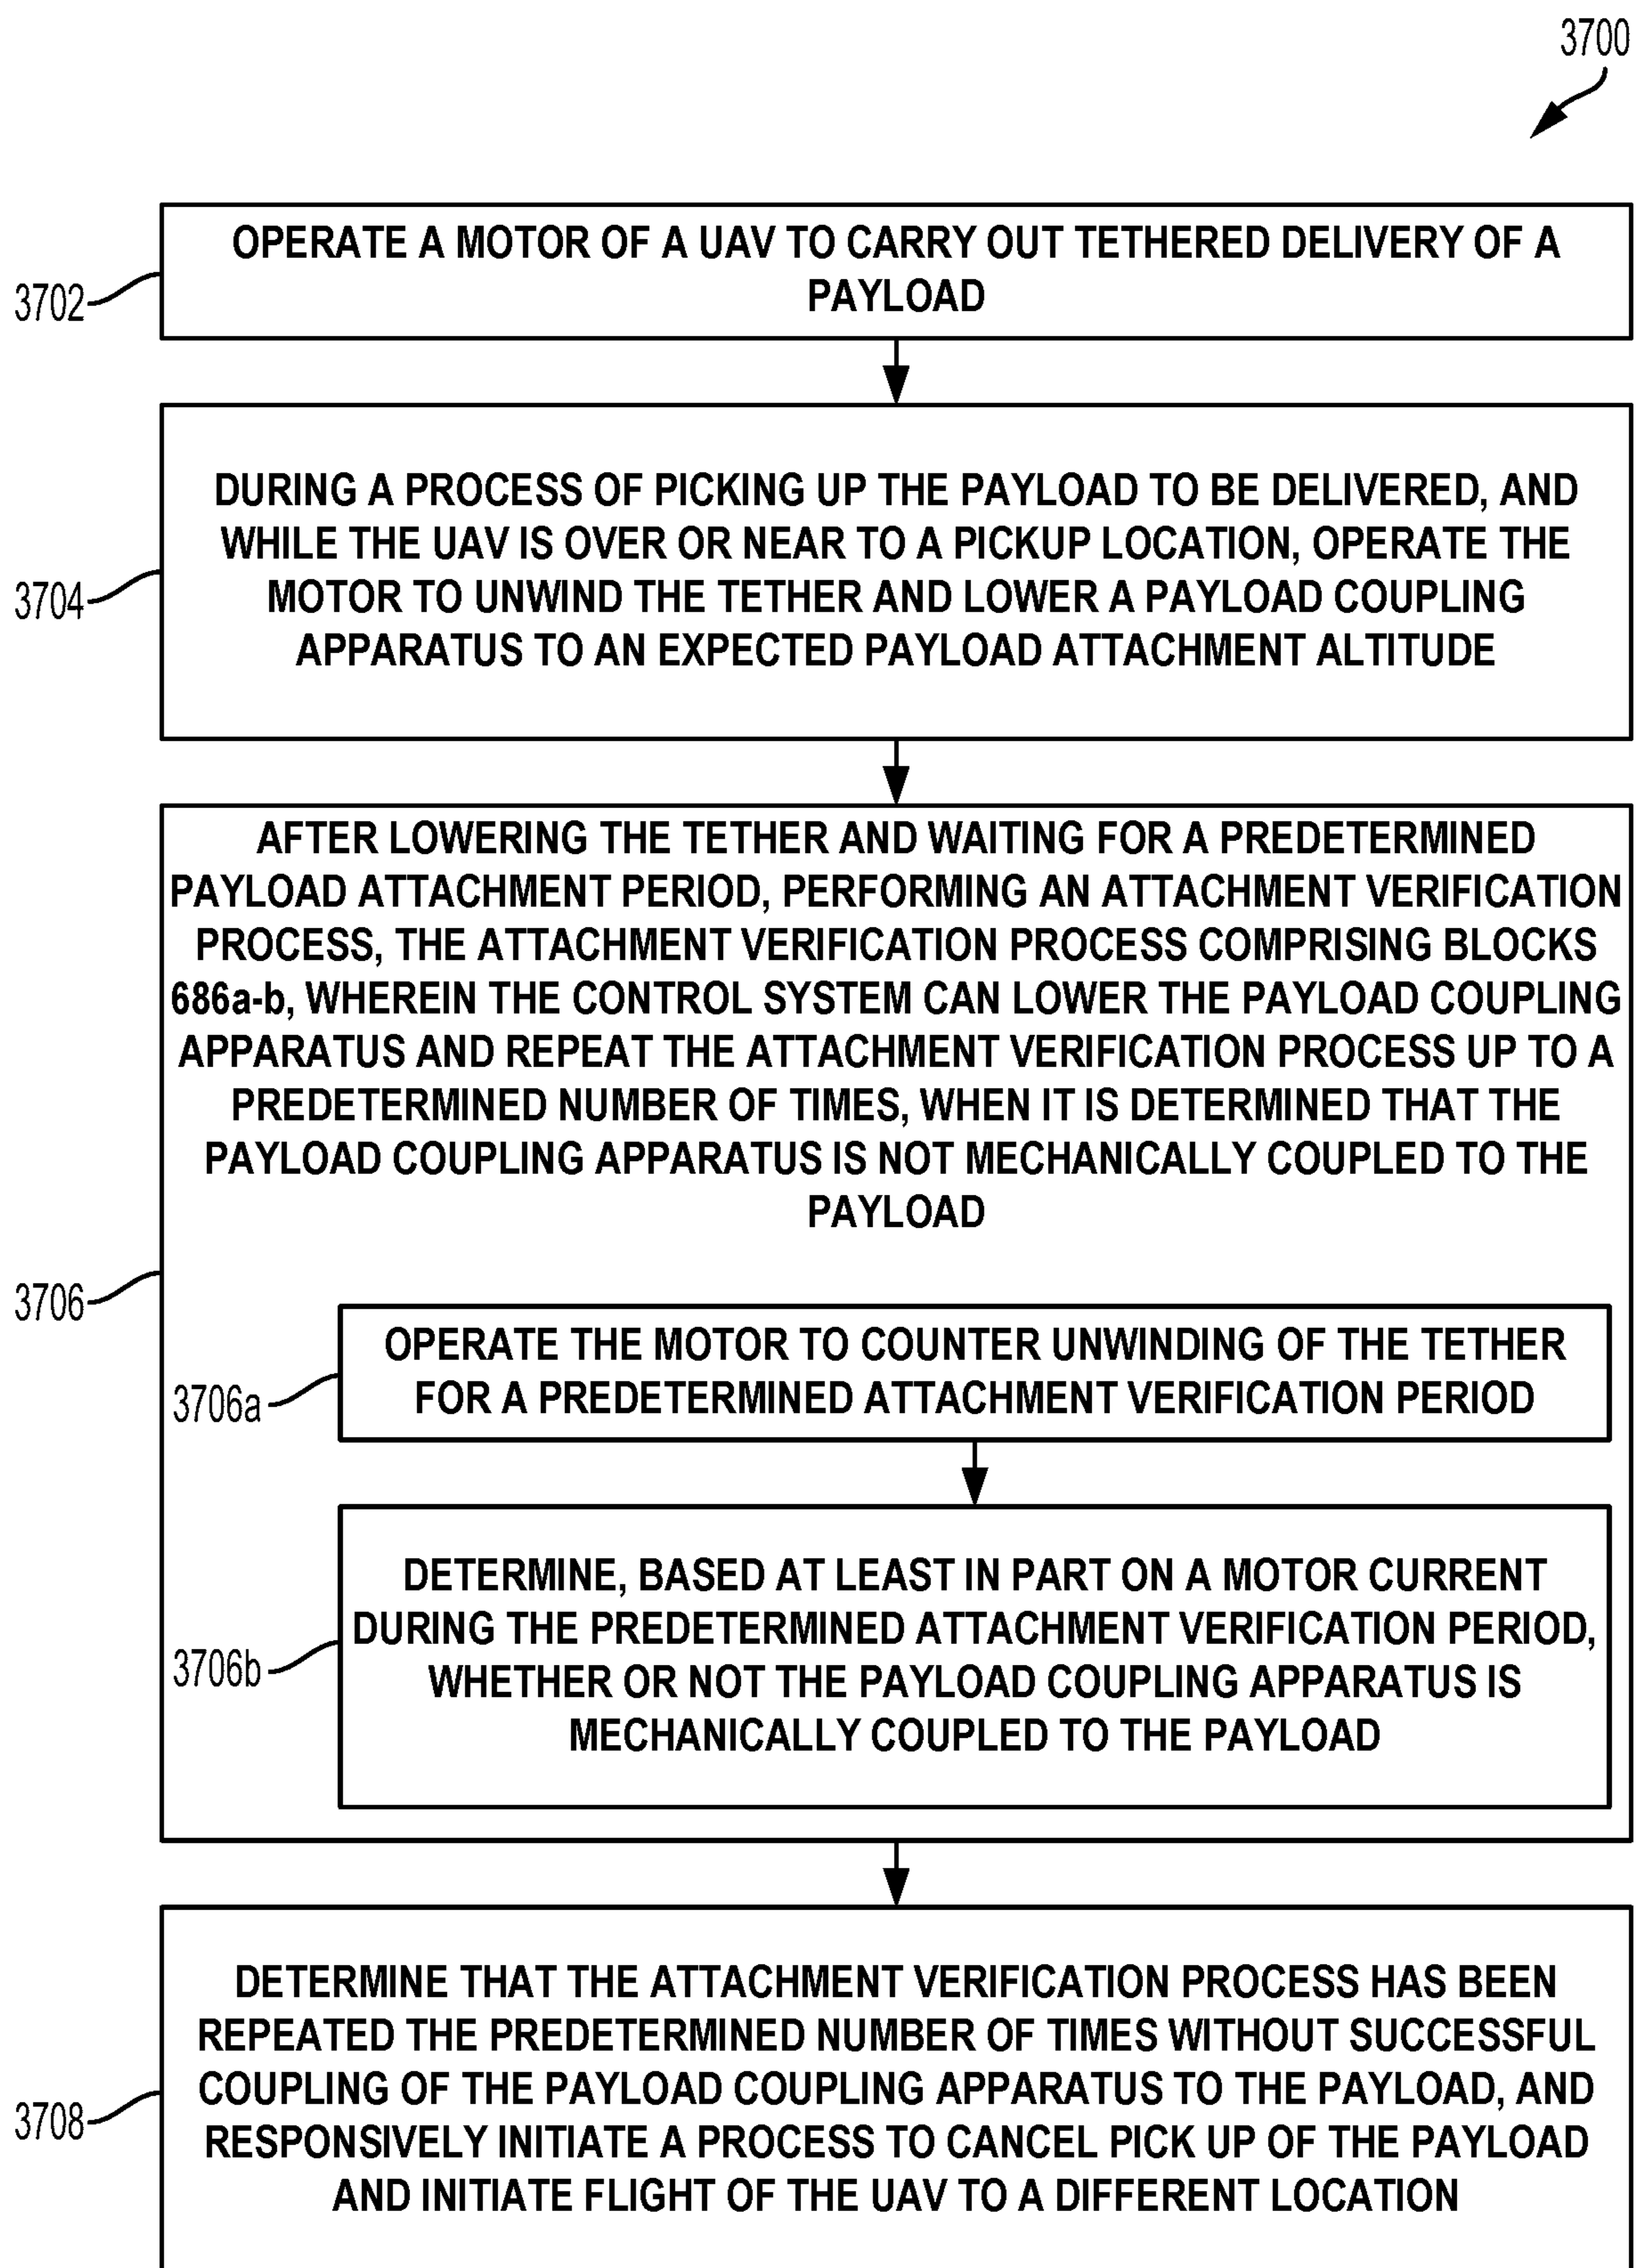 3700
OPERATE A MOTOR OF A UAV TO CARRY OUT TETHERED DELIVERY OF A
PAYLOAD
3702
DURING A PROCESS OF PICKING UP THE PAYLOAD TO BE DELIVERED, AND
WHILE THE UAV IS OVER OR NEAR TO A PICKUP LOCATION, OPERATE THE
MOTOR TO UNWIND THE TETHER AND LOWER A PAYLOAD COUPLING
APPARATUS TO AN EXPECTED PAYLOAD ATTACHMENT ALTITUDE
3704
AFTER LOWERING THE TETHER AND WAITING FOR A PREDETERMINED
PAYLOAD ATTACHMENT PERIOD, PERFORMING AN ATTACHMENT VERIFICATION
PROCESS, THE ATTACHMENT VERIFICATION PROCESS COMPRISING BLOCKS
686a-b, WHEREIN THE CONTROL SYSTEM CAN LOWER THE PAYLOAD COUPLING
APPARATUS AND REPEAT THE ATTACHMENT VERIFICATION PROCESS UP TO A
PREDETERMINED NUMBER OF TIMES, WHEN IT IS DETERMINED THAT THE
PAYLOAD COUPLING APPARATUS IS NOT MECHANICALLY COUPLED TO THE
PAYLOAD
3706
OPERATE THE MOTOR TO COUNTER UNWINDING OF THE TETHER
FOR A PREDETERMINED ATTACHMENT VERIFICATION PERIOD
3706a
DETERMINE, BASED AT LEAST IN PART ON A MOTOR CURRENT
DURING THE PREDETERMINED ATTACHMENT VERIFICATION PERIOD,
WHETHER OR NOT THE PAYLOAD COUPLING APPARATUS IS
MECHANICALLY COUPLED TO THE PAYLOAD
3706b
DETERMINE THAT THE ATTACHMENT VERIFICATION PROCESS HAS BEEN
REPEATED THE PREDETERMINED NUMBER OF TIMES WITHOUT SUCCESSFUL
COUPLING OF THE PAYLOAD COUPLING APPARATUS TO THE PAYLOAD, AND
RESPONSIVELY INITIATE A PROCESS TO CANCEL PICK UP OF THE PAYLOAD
AND INITIATE FLIGHT OF THE UAV TO A DIFFERENT LOCATION
3708